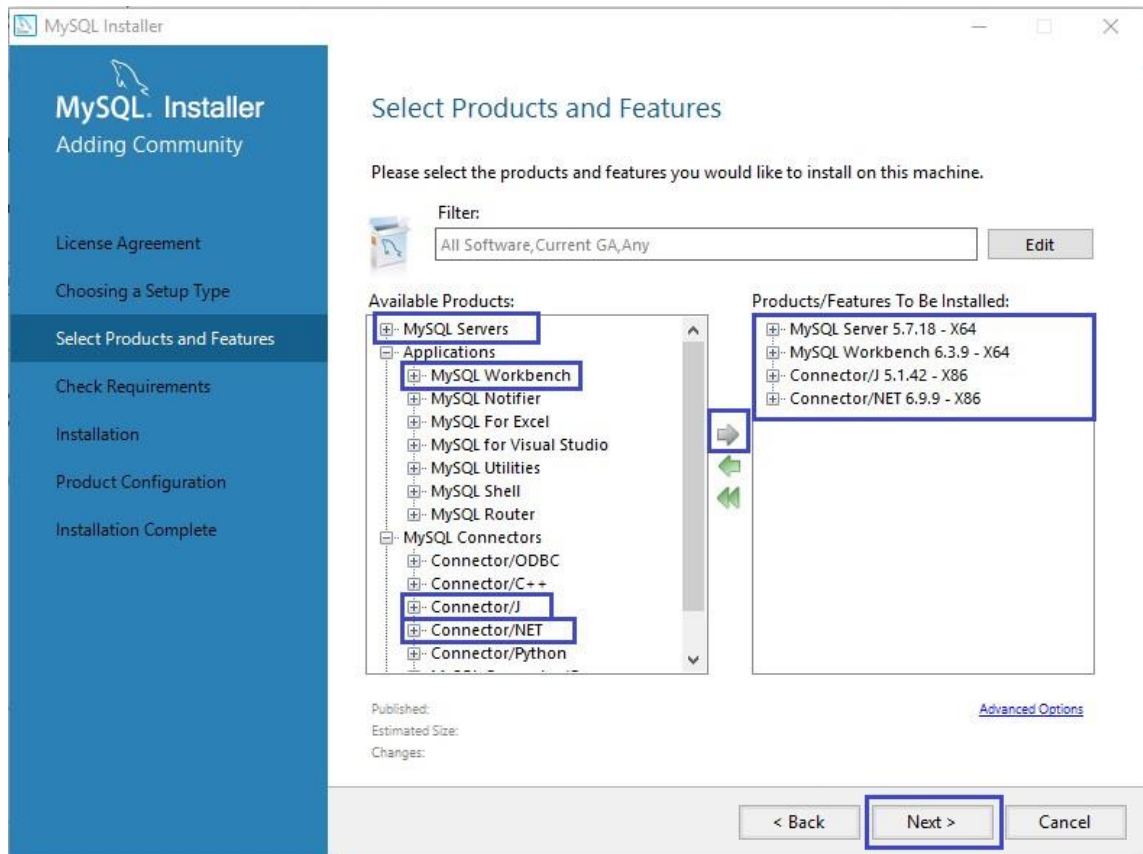 MySQL Installer
MySQL. Installer
Adding Community
License Agreement
Choosing a Setup Type
Select Products and Features
Check Requirements
Installation
Product Configuration
Installation Complete
Select Products and Features
Please select the products and features you would like to install on this machine.
Filter:
All Software,Current GA,Any
Edit
Available Products:
MySQL Servers
Applications
MySQL Workbench
MySQL Notifier
MySQL For Excel
MySQL for Visual Studio
MySQL Utilities
MySQL Shell
MySQL Router
MySQL Connectors
Connector/ODBC
Connector/C++
Connector/J
Connector/NET
Connector/Python
Products/Features To Be Installed:
MySQL Server 5.7.18 - X64
MySQL Workbench 6.3.9 - X64
Connector/J 5.1.42 - X86
Connector/NET 6.9.9 - X86
Published:
Estimated Size:
Changes:
Advanced Options
< Back
Next >
Cancel